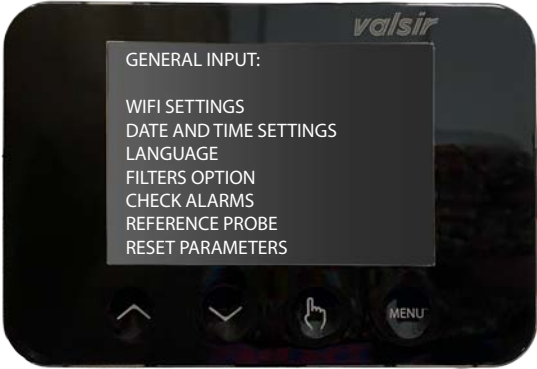 valsir
GENERAL INPUT:
WIFI SETTINGS
DATE AND TIME SETTINGS
LANGUAGE
FILTERS OPTION
CHECK ALARMS
REFERENCE PROBE
RESET PARAMETERS
MENU